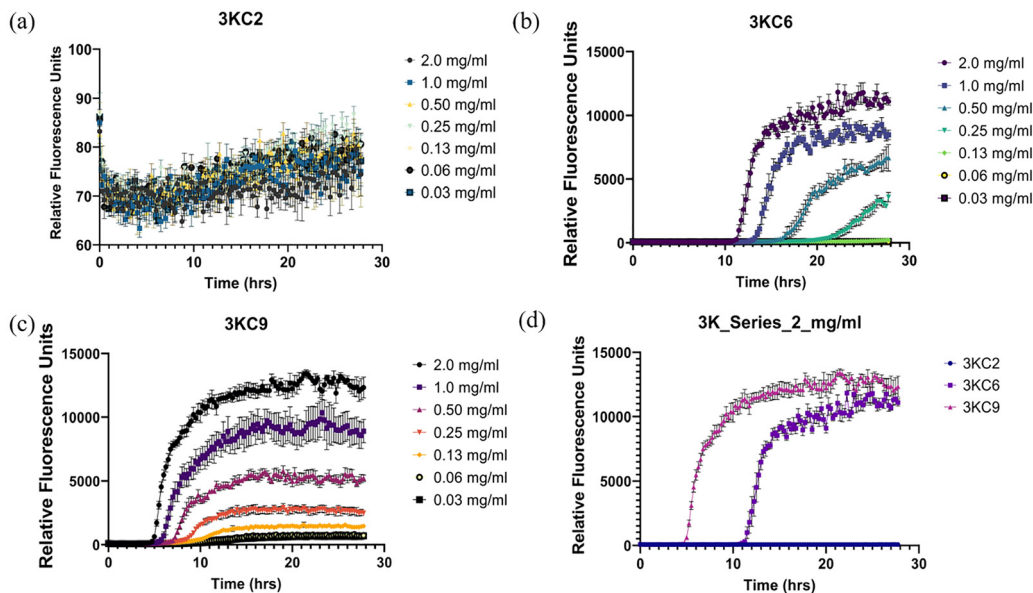 (a)
3KC2
Relative Fluorescence Units
100
90
80
70
60
0
10
20
30
Time (hrs)
2.0 mg/ml
1.0 mg/ml
0.50 mg/ml
0.25 mg/ml
0.13 mg/ml
0.06 mg/ml
0.03 mg/ml
(b)
3KC6
Relative Fluorescence Units
15000
10000
5000
0
0
10
20
30
Time (hrs)
2.0 mg/ml
1.0 mg/ml
0.50 mg/ml
0.25 mg/ml
0.13 mg/ml
0.06 mg/ml
0.03 mg/ml
(c)
3KC9
Relative Fluorescence Units
15000
10000
5000
0
0
10
20
30
Time (hrs)
2.0 mg/ml
1.0 mg/ml
0.50 mg/ml
0.25 mg/ml
0.13 mg/ml
0.06 mg/ml
0.03 mg/ml
(d)
3K_Series_2_mg/ml
Relative Fluorescence Units
15000
10000
5000
0
0
10
20
30
Time (hrs)
3KC2
3KC6
3KC9